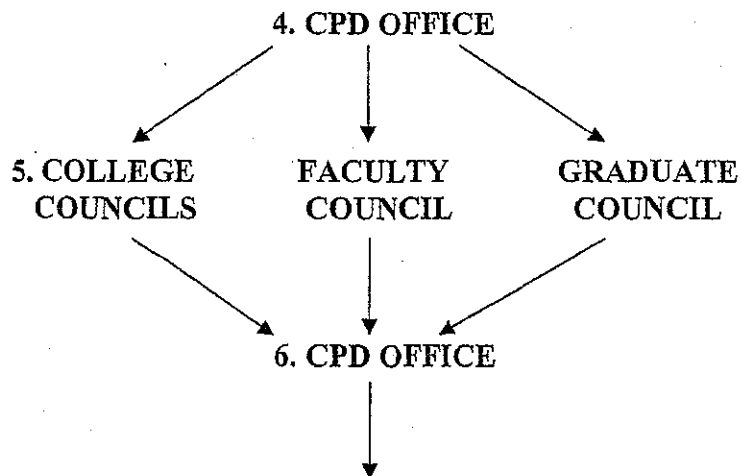 4. CPD OFFICE
5. COLLEGE COUNCILS
FACULTY COUNCIL
GRADUATE COUNCIL
6. CPD OFFICE